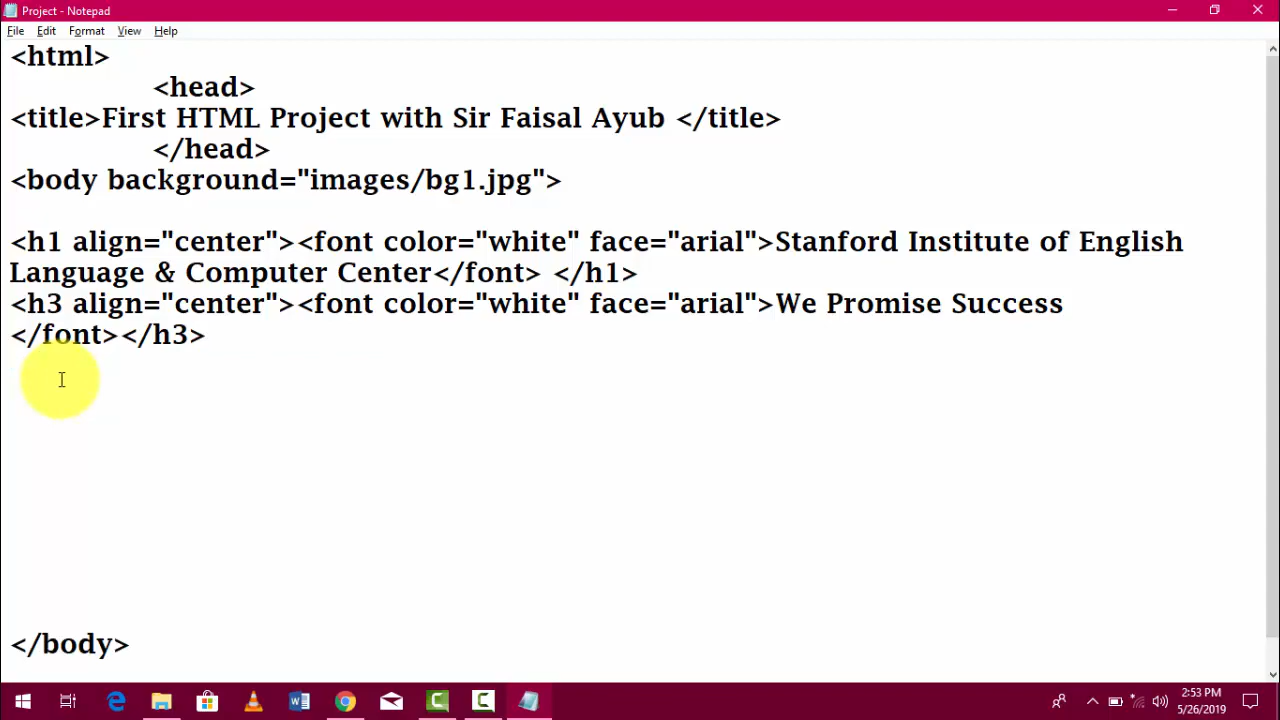 Project - Notepad
File Edit Format View Help
<html>
<head>
<title>First HTML Project with Sir Faisal Ayub </title>
</head>
<body background="images/bg1.jpg">
<h1 align="center"><font color="white" face="arial">Stanford Institute of English
Language & Computer Center</font> </h1>
<h3 align="center"><font color="white" face="arial">We Promise Success
</font></h3>
</body>
2:53 PM
5/26/2019